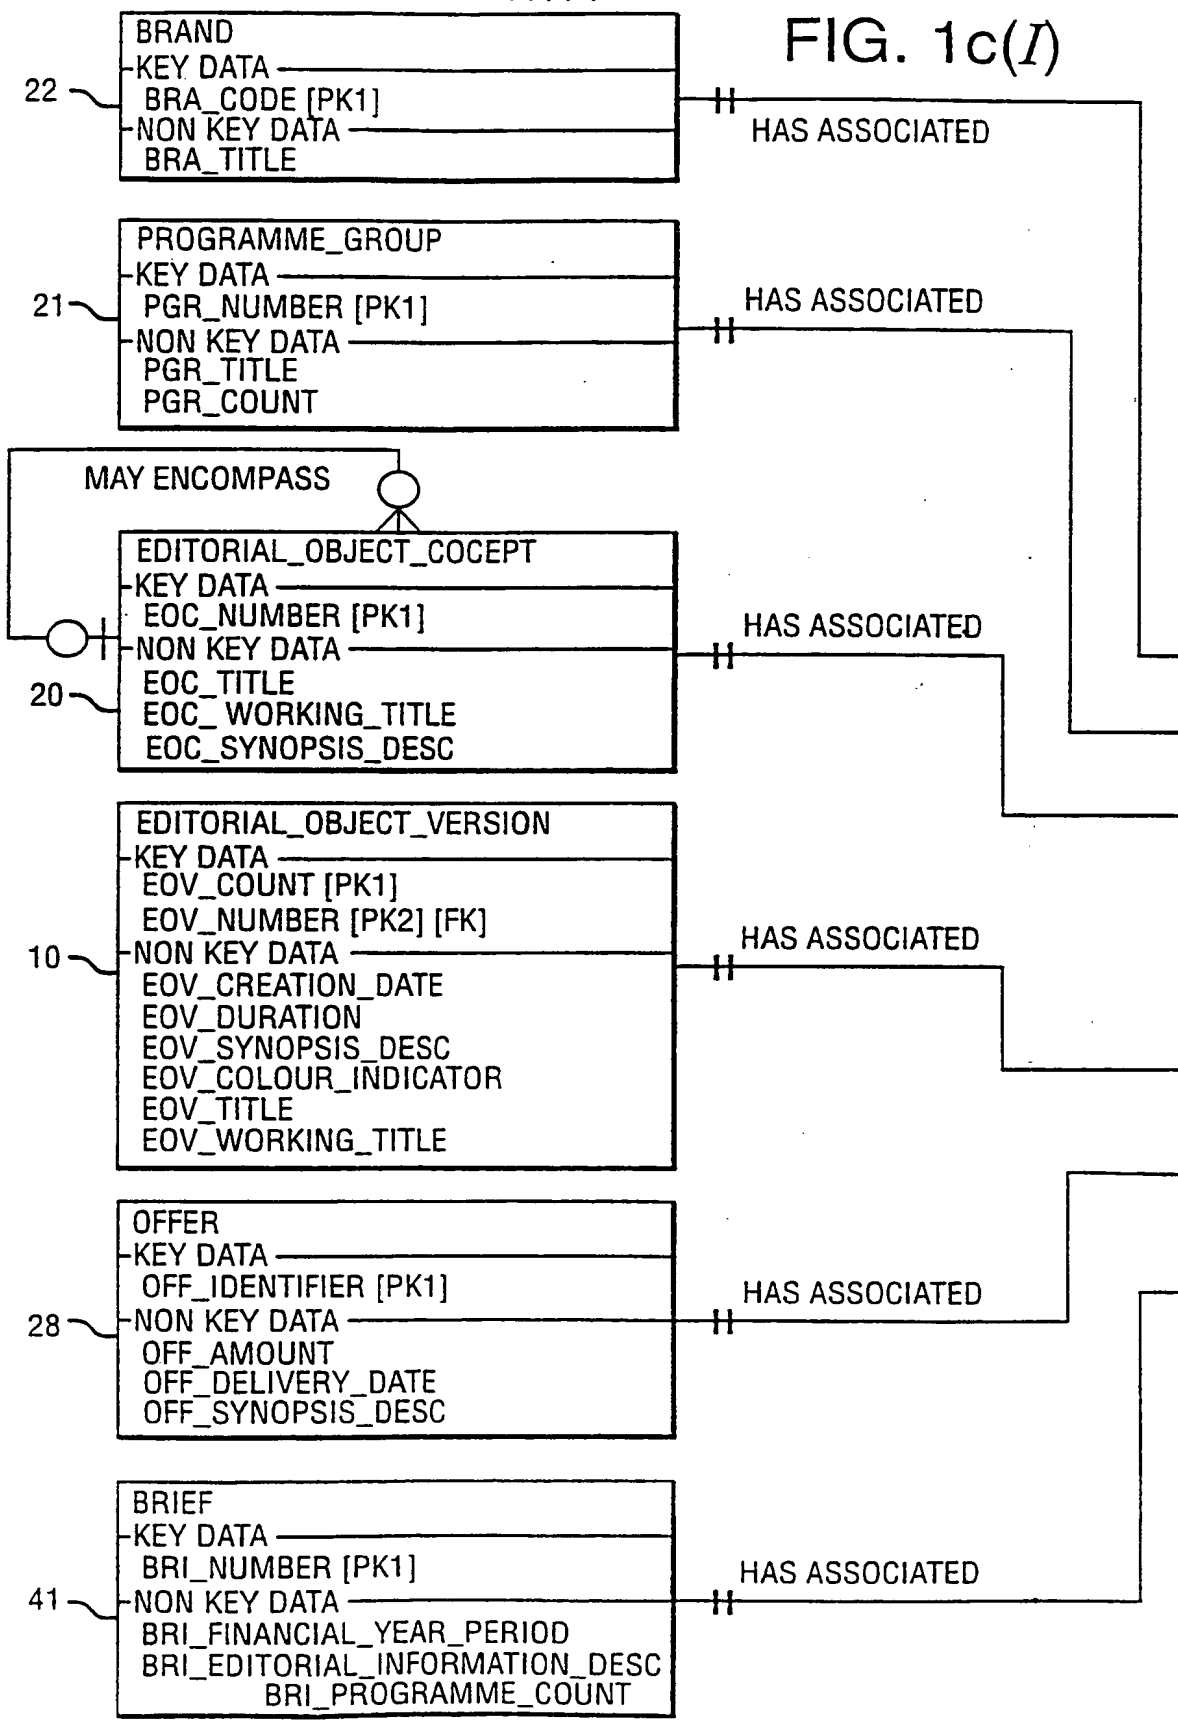 FIG. 1c(I)
BRAND
KEY DATA
22
BRA_CODE [PK1]
NON KEY DATA
BRA_TITLE
HAS ASSOCIATED
PROGRAMME_GROUP
KEY DATA
21
PGR_NUMBER [PK1]
NON KEY DATA
PGR_TITLE
PGR_COUNT
HAS ASSOCIATED
MAY ENCOMPASS
EDITORIAL_OBJECT_COCEPT
KEY DATA
EOC_NUMBER [PK1]
NON KEY DATA
20
EOC_TITLE
EOC_ WORKING_TITLE
EOC_SYNOPSIS_DESC
HAS ASSOCIATED
EDITORIAL_OBJECT_VERSION
KEY DATA
EOV_COUNT [PK1]
EOV_NUMBER [PK2] [FK]
10
NON KEY DATA
EOV_CREATION_DATE
EOV_DURATION
EOV_SYNOPSIS_DESC
EOV_COLOUR_INDICATOR
EOV_TITLE
EOV_WORKING_TITLE
HAS ASSOCIATED
OFFER
KEY DATA
OFF_IDENTIFIER [PK1]
28
NON KEY DATA
OFF_AMOUNT
OFF_DELIVERY_DATE
OFF_SYNOPSIS_DESC
HAS ASSOCIATED
BRIEF
KEY DATA
BRI_NUMBER [PK1]
41
NON KEY DATA
BRI_FINANCIAL_YEAR_PERIOD
BRI_EDITORIAL_INFORMATION_DESC
BRI_PROGRAMME_COUNT
HAS ASSOCIATED